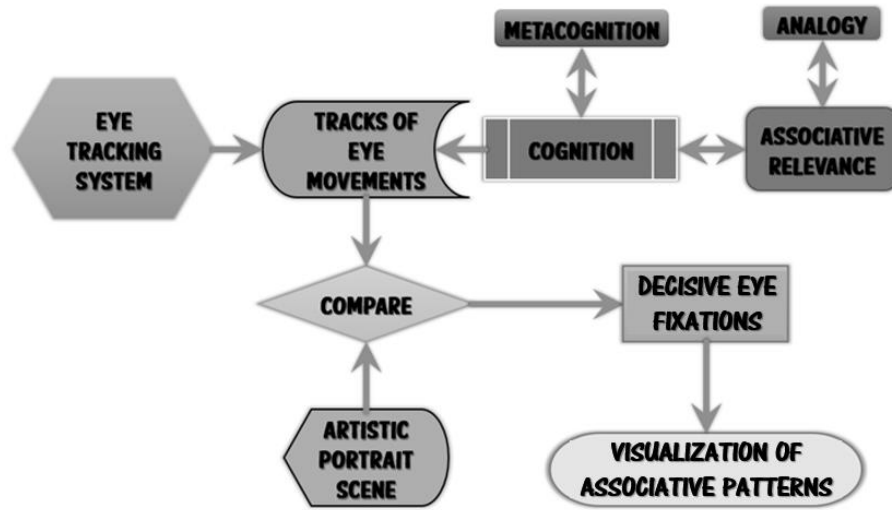 METACOGNITION
ANALOGY
EYE
TRACKING
SYSTEM
TRACKS OF
EYE
MOVEMENTS
COGNITION
ASSOCIATIVE
RELEVANCE
COMPARE
DECISIVE EYE
FIXATIONS
ARTISTIC
PORTRAIT
SCENE
VISUALIZATION OF
ASSOCIATIVE PATTERNS